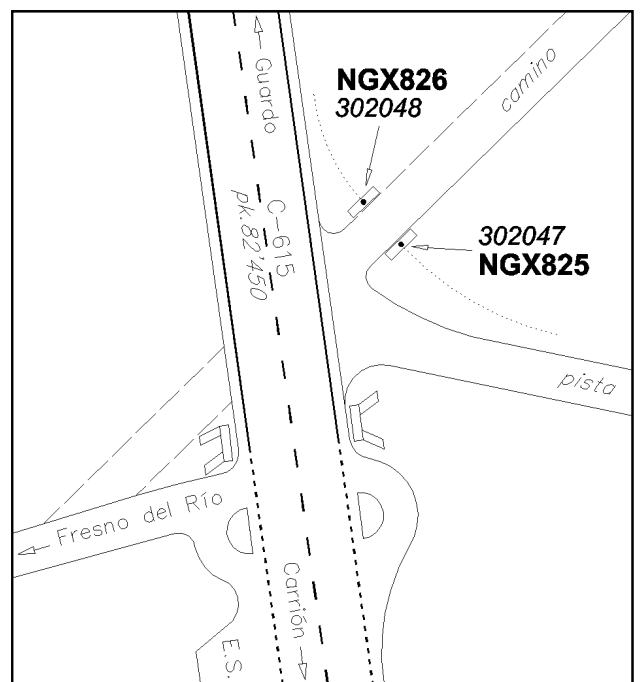 Guardo
NGX826
302048
camino
C-615
pk.82'450
302047
NGX825
pista
Fresno del Río
Carrión
E.S.